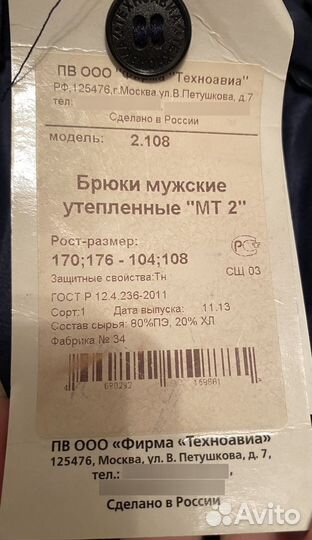 ПВ ООО "Фирма "Техноавиа"
РФ,125476,г.Москва ул.В.Петушкова, д.7
тел:
Сделано в России
модель: 2.108
Брюки мужские
утепленные "МТ 2"
Рост-размер:
170;176 - 104;108
Защитные свойства:Тн
СЩ 03
ГОСТ Р 12.4.236-2011
Сорт:1 Дата выпуска: 11.13
Состав сырья: 80%ПЭ, 20% ХЛ
Фабрика № 34
4 680282
ПВ ООО «Фирма «Техноавиа»
125476, Москва, ул. В. Петушкова, д. 7,
тел.:
Сделано в России
Avito